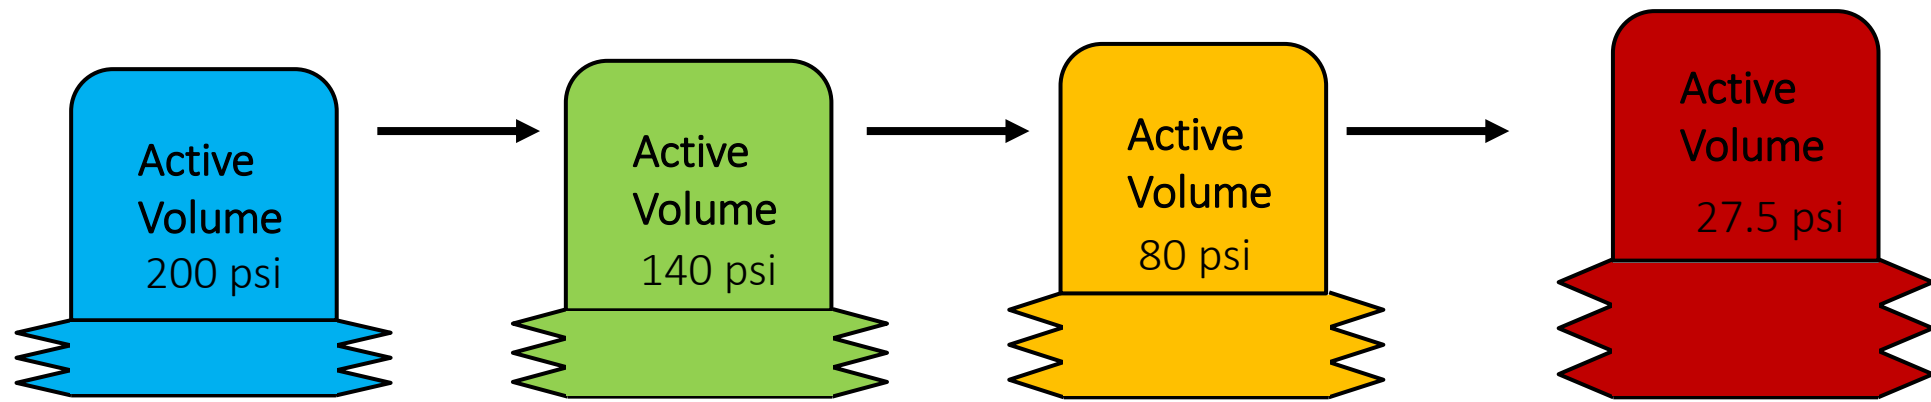 Active
Volume
200 psi
Active
Volume
140 psi
Active
Volume
80 psi
Active
Volume
27.5 psi